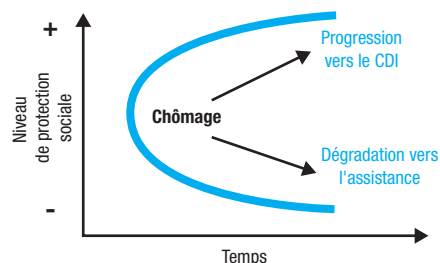 +
Progression
vers le CDI
Niveau
de protection
sociale
Chômage
Dégradation vers
l'assistance
-
Temps